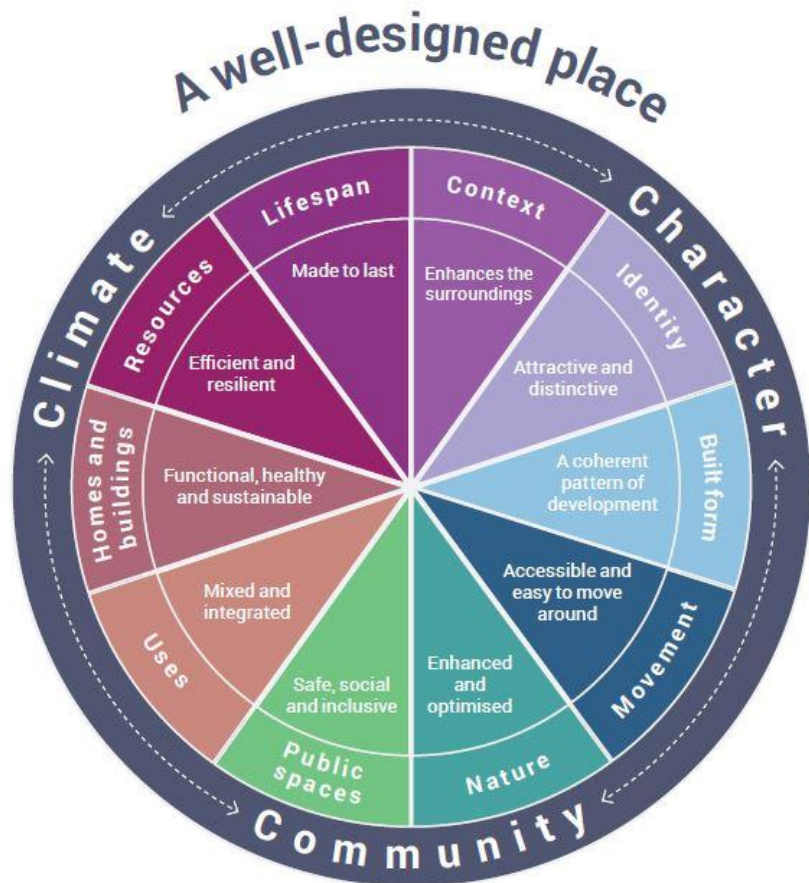 A well-designed place
Climate
Character
Community
Context
Enhances the
surroundings
Identity
Attractive and
distinctive
Built form
A coherent
pattern of
development
Movement
Accessible and
easy to move
around
Nature
Enhanced
and
optimised
Public
spaces
Safe, social
and inclusive
Uses
Mixed and
integrated
Homes and
buildings
Functional, healthy
and sustainable
Resources
Efficient and
resilient
Lifespan
Made to last